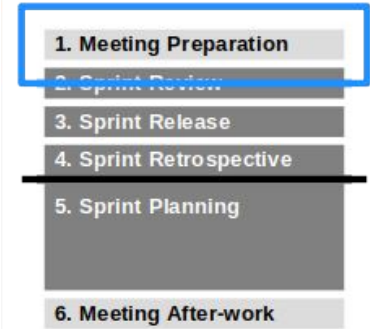 1. Meeting Preparation
2. Sprint Review
3. Sprint Release
4. Sprint Retrospective
5. Sprint Planning
6. Meeting After-work